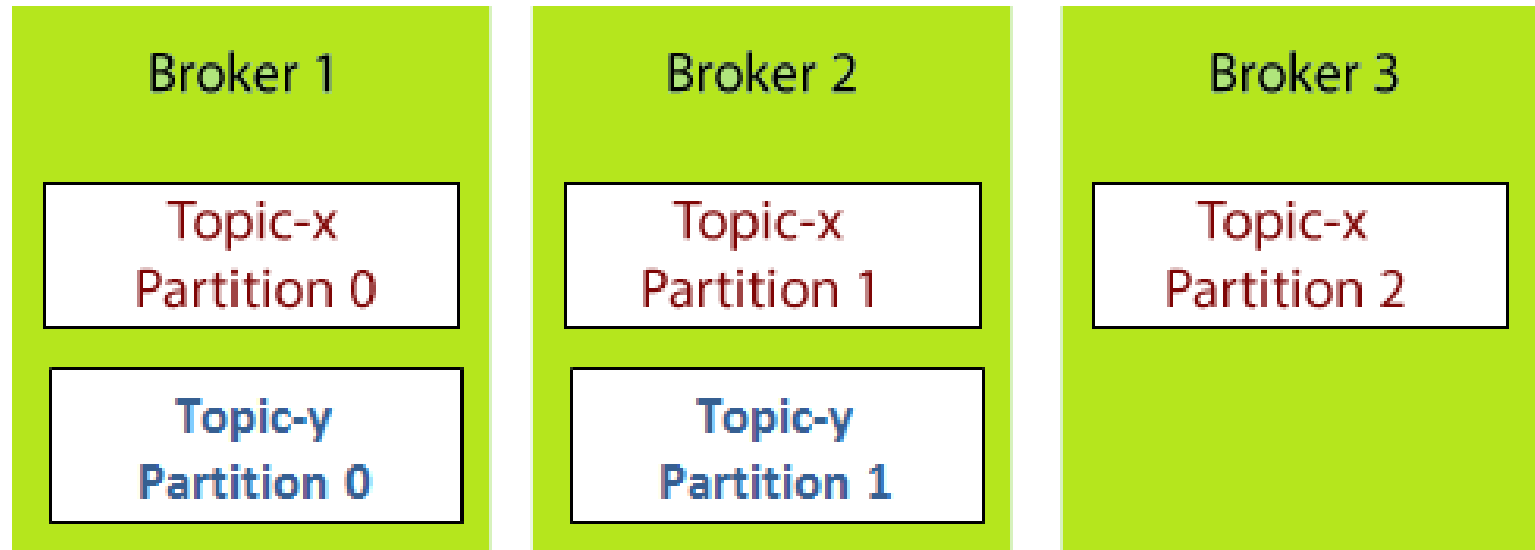 Broker 1
Topic-x
Partition 0
Topic-y
Partition 0
Broker 2
Topic-x
Partition 1
Topic-y
Partition 1
Broker 3
Topic-x
Partition 2